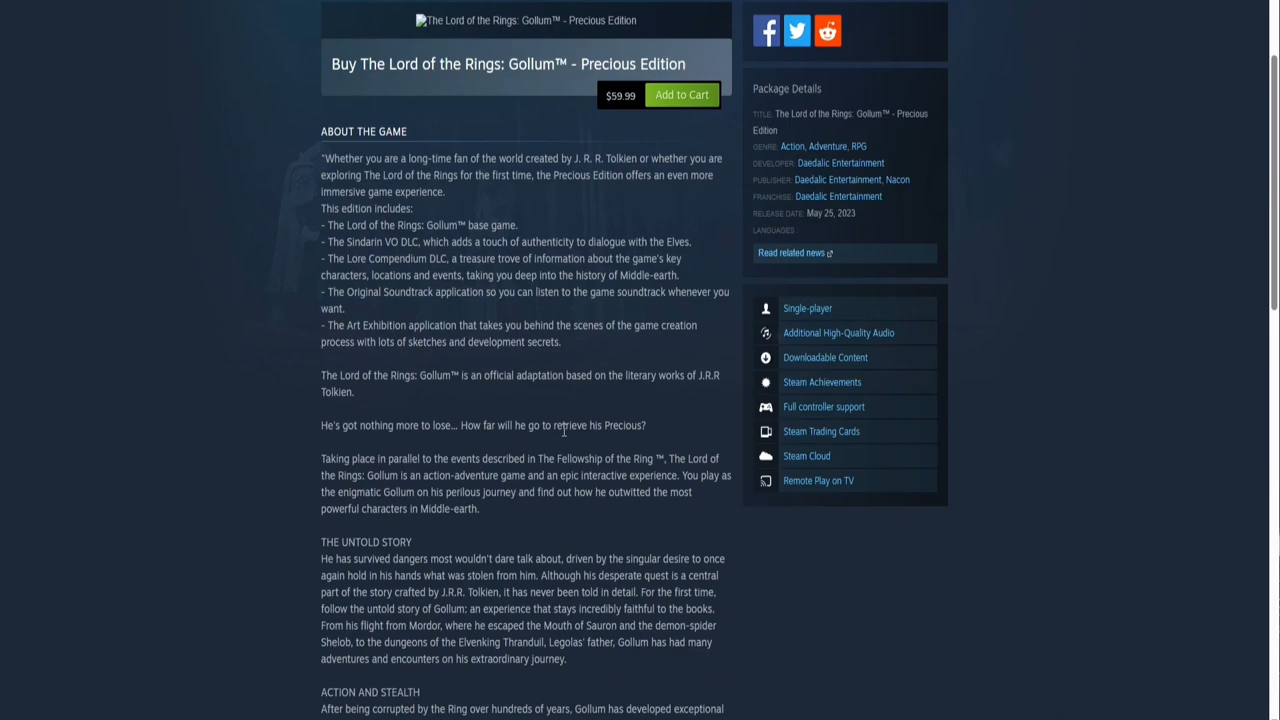 The Lord of the Rings: Gollum™ - Precious Edition
Buy The Lord of the Rings: Gollum™ - Precious Edition
$59.99 Add to Cart
ABOUT THE GAME
"Whether you are a long-time fan of the world created by J. R. R. Tolkien or whether you are
exploring The Lord of the Rings for the first time, the Precious Edition offers an even more
immersive game experience.
This edition includes:
- The Lord of the Rings: Gollum™ base game.
- The Sindarin VO DLC, which adds a touch of authenticity to dialogue with the Elves.
- The Lore Compendium DLC, a treasure trove of information about the game's key
characters, locations and events, taking you deep into the history of Middle-earth.
- The Original Soundtrack application so you can listen to the game soundtrack whenever you
want.
- The Art Exhibition application that takes you behind the scenes of the game creation
process with lots of sketches and development secrets.
The Lord of the Rings: Gollum™ is an official adaptation based on the literary works of J.R.R
Tolkien.
He's got nothing more to lose... How far will he go to retrieve his Precious?
Taking place in parallel to the events described in The Fellowship of the Ring ™, The Lord of
the Rings: Gollum is an action-adventure game and an epic interactive experience. You play as
the enigmatic Gollum on his perilous journey and find out how he outwitted the most
powerful characters in Middle-earth.
THE UNTOLD STORY
He has survived dangers most wouldn't dare talk about, driven by the singular desire to once
again hold in his hands what was stolen from him. Although his desperate quest is a central
part of the story crafted by J.R.R. Tolkien, it has never been told in detail. For the first time,
follow the untold story of Gollum: an experience that stays incredibly faithful to the books.
From his flight from Mordor, where he escaped the Mouth of Sauron and the demon-spider
Shelob, to the dungeons of the Elvenking Thranduil, Legolas' father, Gollum has had many
adventures and encounters on his extraordinary journey.
ACTION AND STEALTH
After being corrupted by the Ring over hundreds of years, Gollum has developed exceptional
Package Details
TITLE: The Lord of the Rings: Gollum™ - Precious
Edition
GENRE: Action, Adventure, RPG
DEVELOPER: Daedalic Entertainment
PUBLISHER: Daedalic Entertainment, Nacon
FRANCHISE: Daedalic Entertainment
RELEASE DATE: May 25, 2023
LANGUAGES :
Read related news
Single-player
Additional High-Quality Audio
Downloadable Content
Steam Achievements
Full controller support
Steam Trading Cards
Steam Cloud
Remote Play on TV